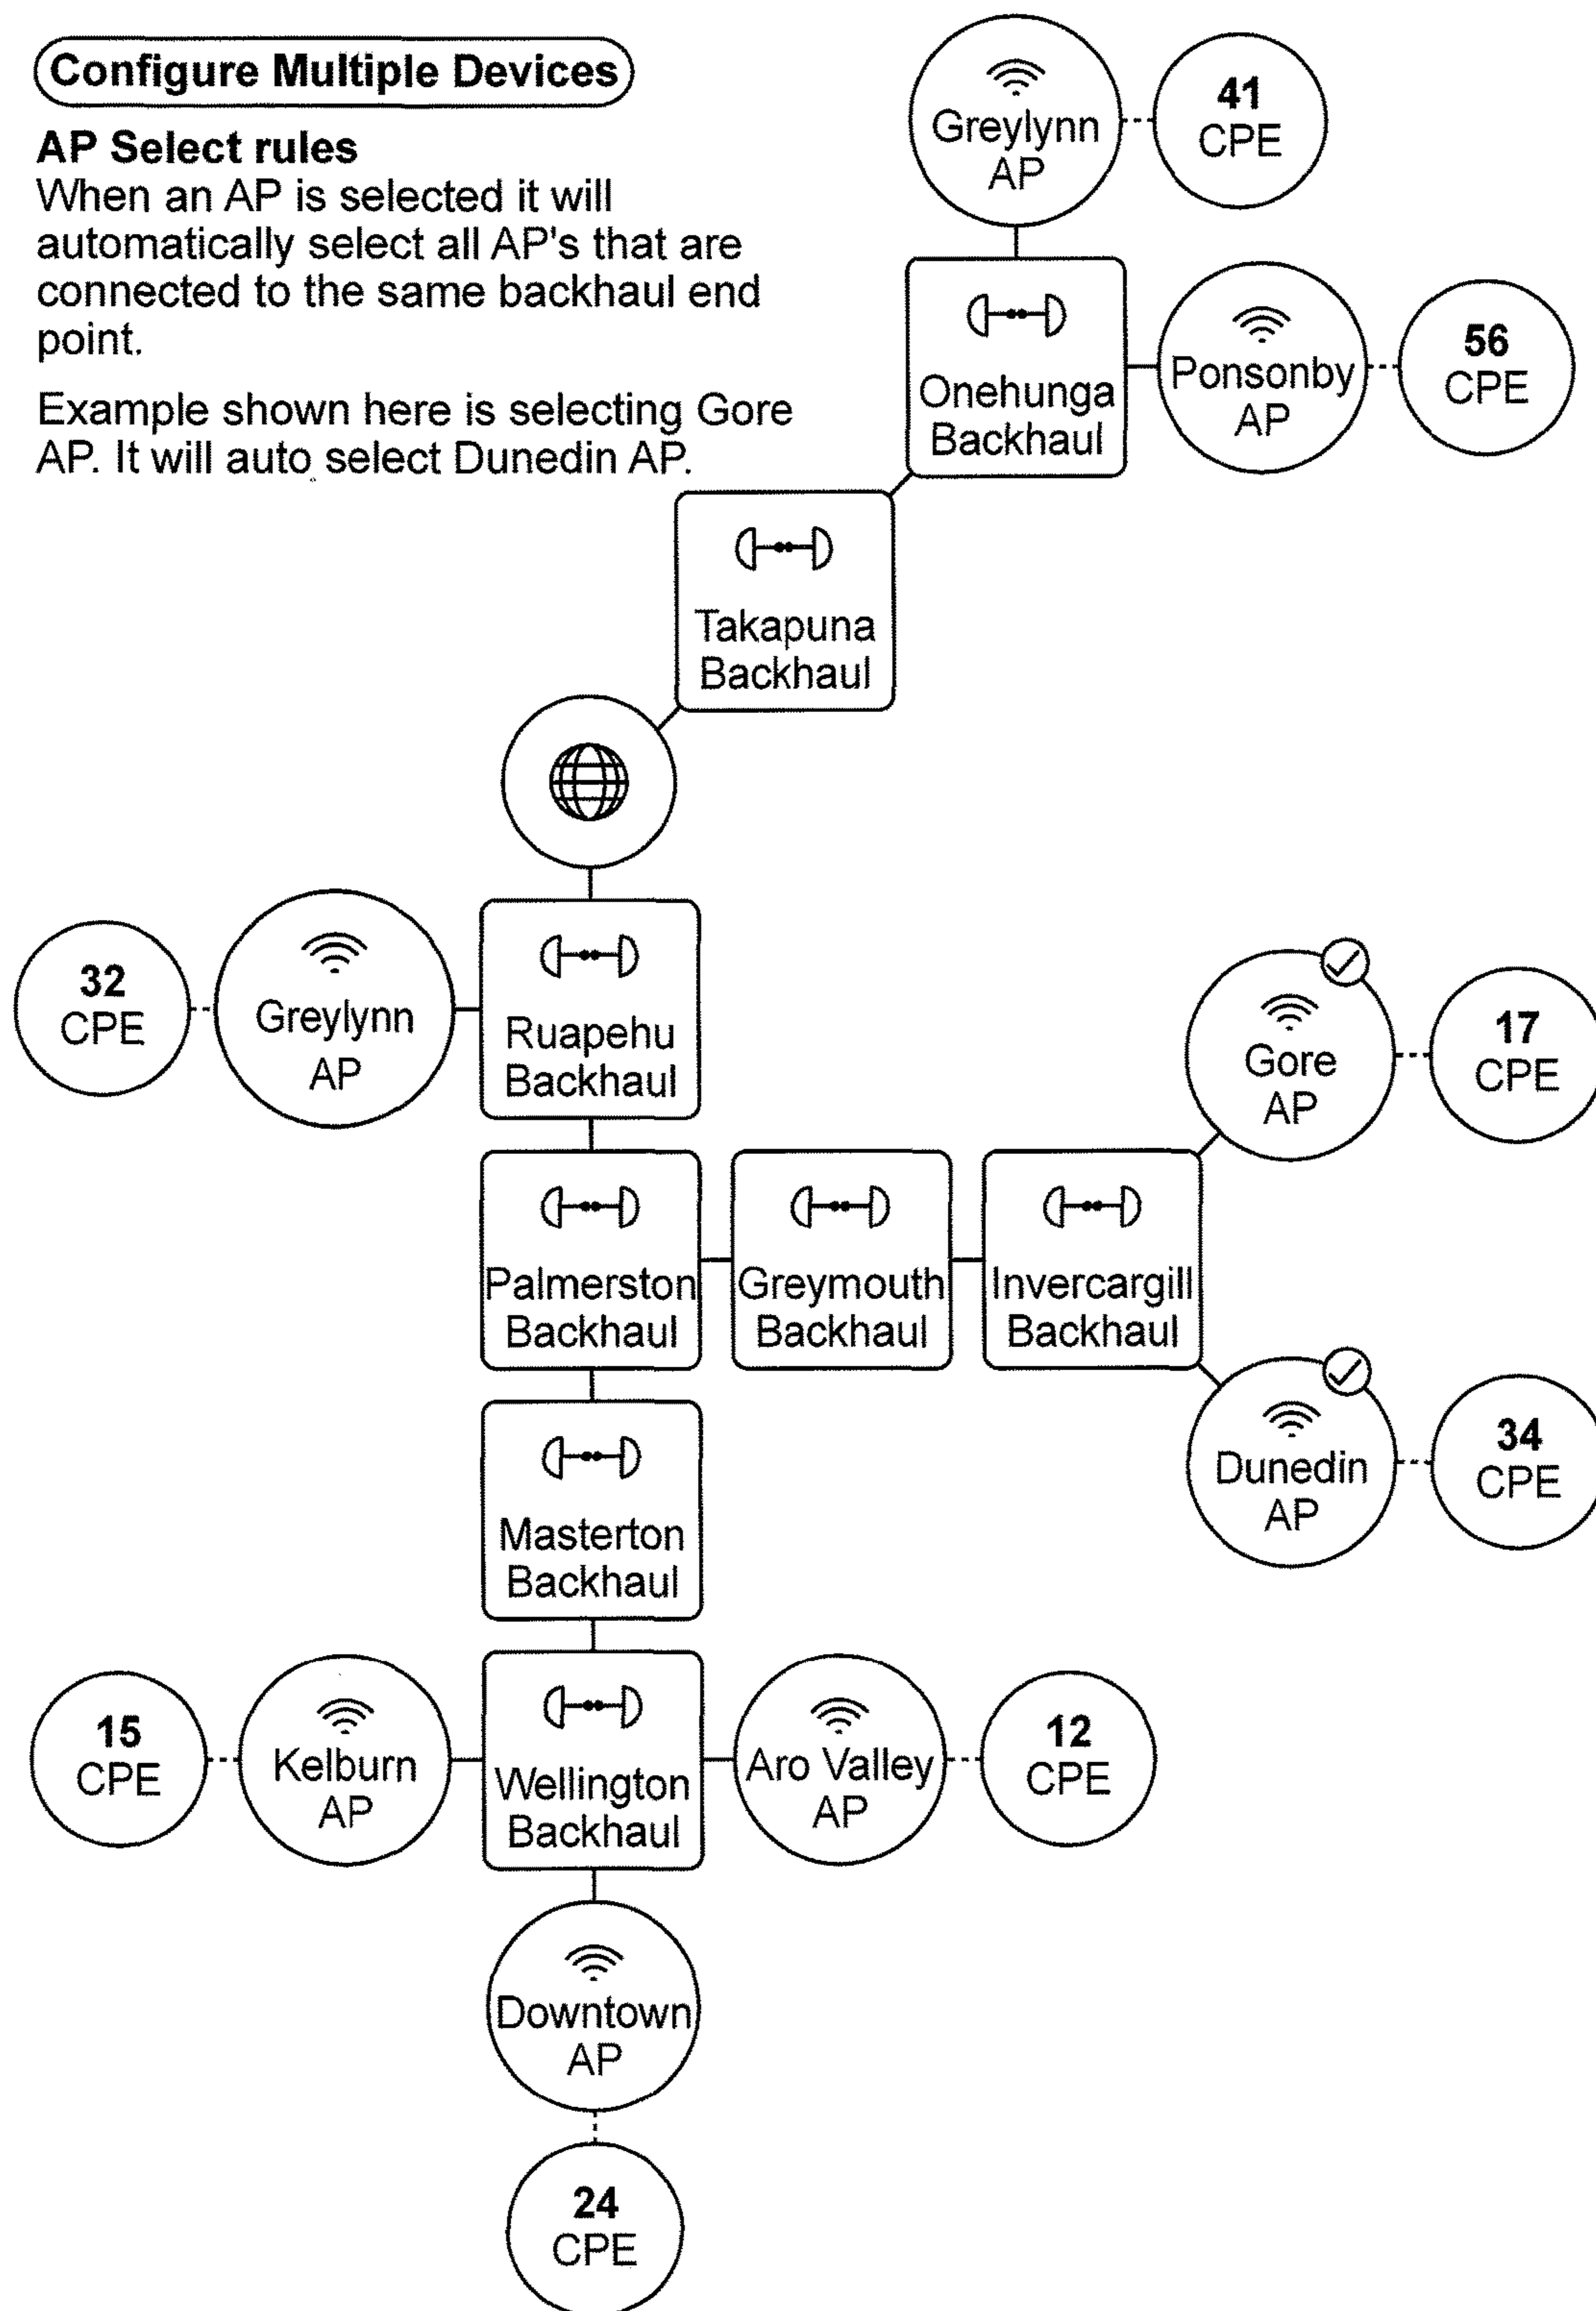 Configure Multiple Devices
AP Select rules
When an AP is selected it will
automatically select all AP's that are
connected to the same backhaul end
point.
Example shown here is selecting Gore
AP. It will auto select Dunedin AP.
Greylynn
AP
41
CPE
Onehunga
Backhaul
Ponsonby
AP
56
CPE
Takapuna
Backhaul
32
CPE
Greylynn
AP
Ruapehu
Backhaul
Gore
AP
17
CPE
Palmerston
Backhaul
Greymouth
Backhaul
Invercargill
Backhaul
Dunedin
AP
34
CPE
Masterton
Backhaul
15
CPE
Kelburn
AP
Wellington
Backhaul
Aro Valley
AP
12
CPE
Downtown
AP
24
CPE